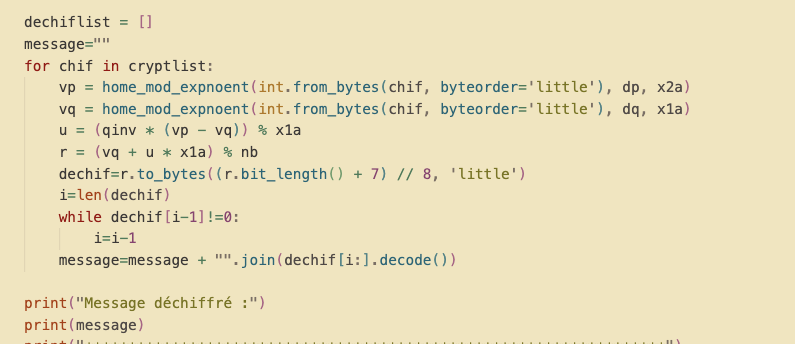 dechiflist = []
message=""
for chif in cryptlist:
    vp = home_mod_expnoent(int.from_bytes(chif, byteorder='little'), dp, x2a)
    vq = home_mod_expnoent(int.from_bytes(chif, byteorder='little'), dq, x1a)
    u = (qinv * (vp - vq)) % x1a
    r = (vq + u * x1a) % nb
    dechif=r.to_bytes((r.bit_length() + 7) // 8, 'little')
    i=len(dechif)
    while dechif[i-1]!=0:
        i=i-1
    message=message + "".join(dechif[i:].decode())
print("Message déchiffré :")
print(message)